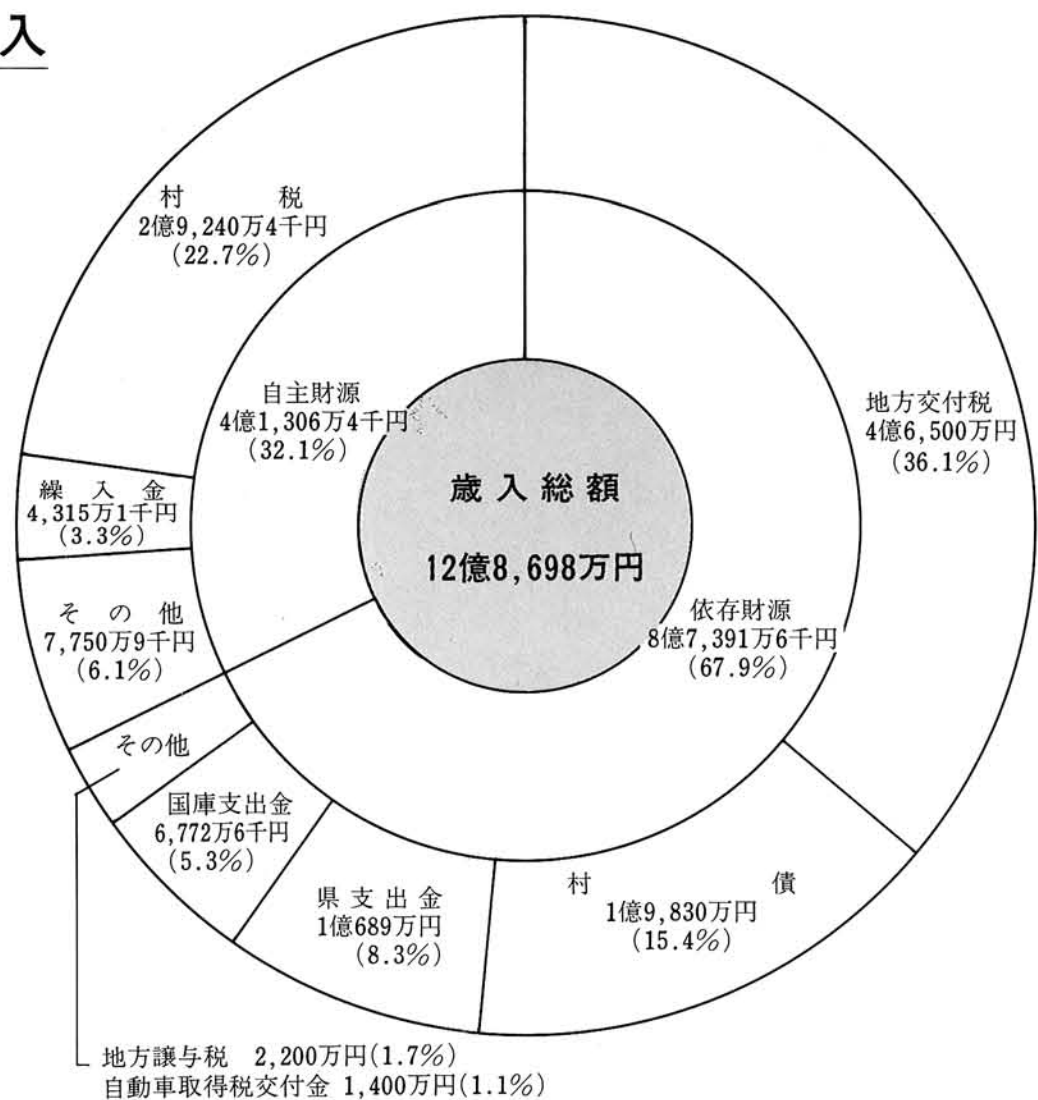 入
村税
2億9,240万4千円
(22.7%)
自主財源
4億1,306万4千円
(32.1%)
地方交付税
4億6,500万円
(36.1%)
繰入金
4,315万1千円
(3.3%)
歳入総額
12億8,698万円
その他
7,750万9千円
(6.1%)
依存財源
8億7,391万6千円
(67.9%)
その他
国庫支出金
6,772万6千円
(5.3%)
県支出金
1億689万円
(8.3%)
村債
1億9,830万円
(15.4%)
地方譲与税 2,200万円(1.7%)
自動車取得税交付金 1,400万円(1.1%)